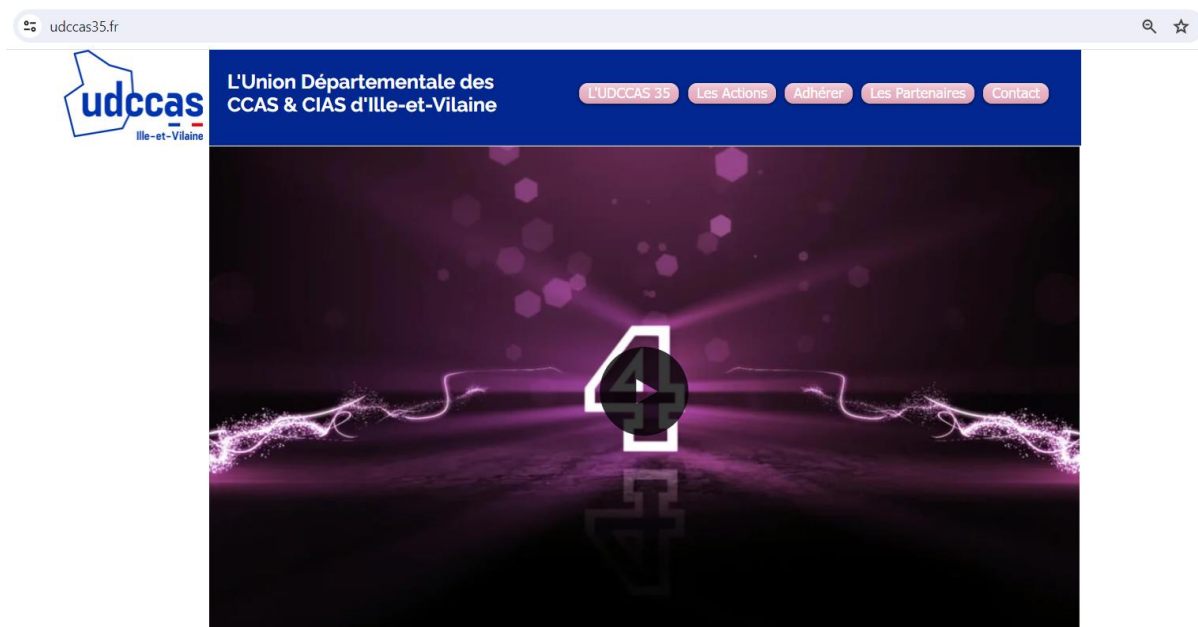 udccas35.fr
udccas
Ille-et-Vilaine
L'Union Départementale des
CCAS & CIAS d'Ille-et-Vilaine
L'UDCCAS 35 Les Actions Adhérer Les Partenaires Contact
4